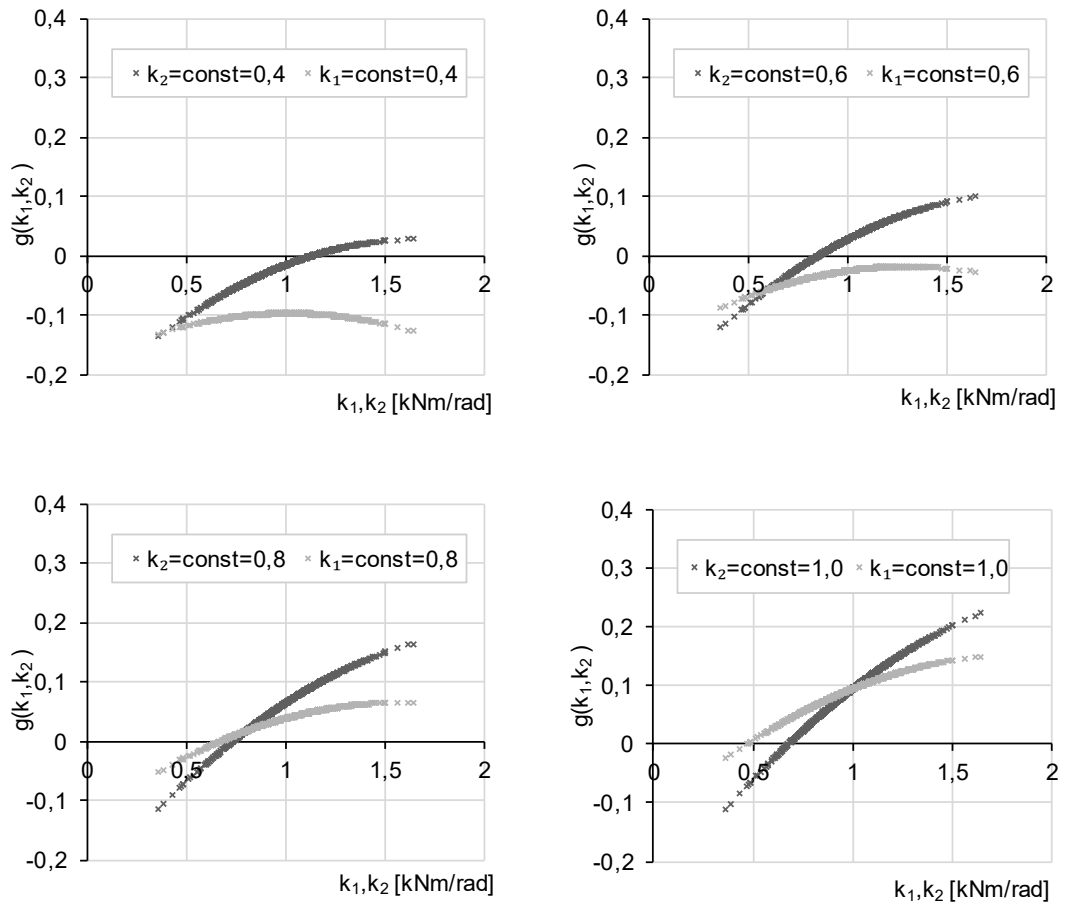 0,4
0,3
0,2
0,1
0
-0,1
-0,2
0 0,5 1 1,5 2
g(k₁,k₂ )
k₁,k₂ [kNm/rad]
k₂=const=0,4 k₁=const=0,4
0,4
0,3
0,2
0,1
0
-0,1
-0,2
0 0,5 1 1,5 2
g(k₁,k₂ )
k₁,k₂ [kNm/rad]
k₂=const=0,6 k₁=const=0,6
0,4
0,3
0,2
0,1
0
-0,1
-0,2
0 0,5 1 1,5 2
g(k₁,k₂ )
k₁,k₂ [kNm/rad]
k₂=const=0,8 k₁=const=0,8
0,4
0,3
0,2
0,1
0
-0,1
-0,2
0 0,5 1 1,5 2
g(k₁,k₂ )
k₁,k₂ [kNm/rad]
k₂=const=1,0 k₁=const=1,0